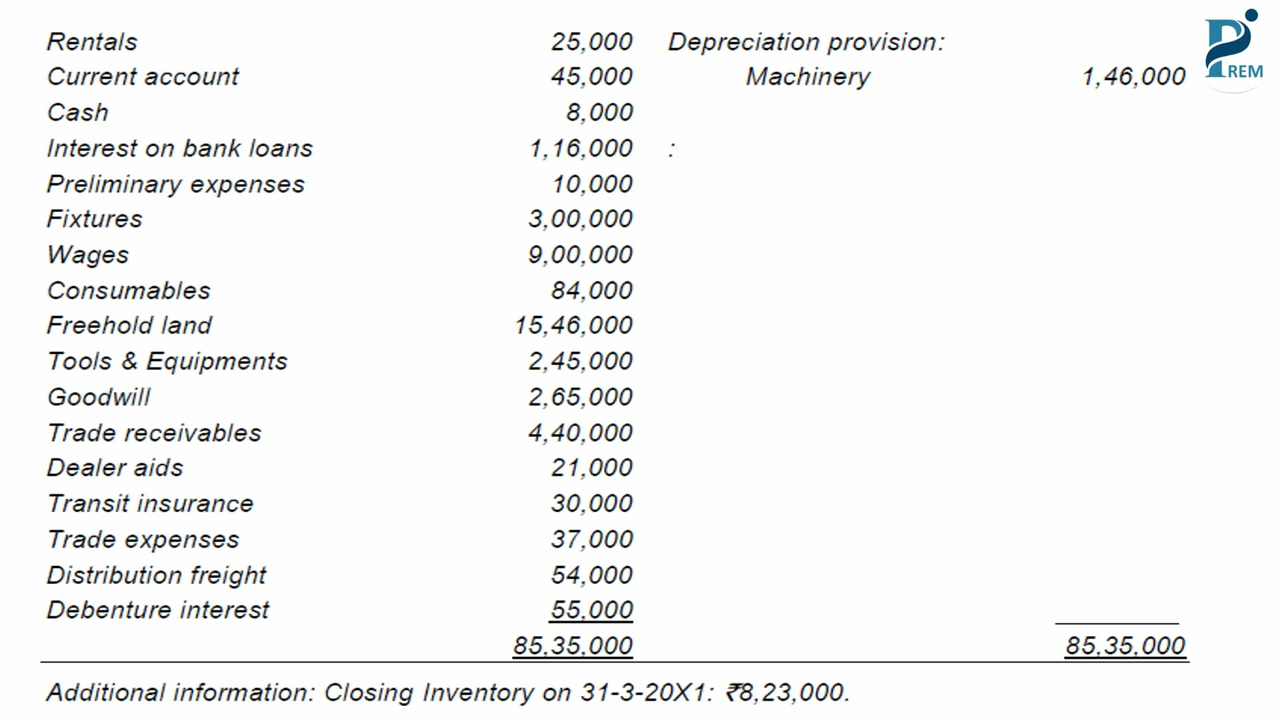 Rentals 25,000 Depreciation provision:
Current account 45,000 Machinery 1,46,000
Cash 8,000
Interest on bank loans 1,16,000 :
Preliminary expenses 10,000
Fixtures 3,00,000
Wages 9,00,000
Consumables 84,000
Freehold land 15,46,000
Tools & Equipments 2,45,000
Goodwill 2,65,000
Trade receivables 4,40,000
Dealer aids 21,000
Transit insurance 30,000
Trade expenses 37,000
Distribution freight 54,000
Debenture interest 55,000
85,35,000 85,35,000
Additional information: Closing Inventory on 31-3-20X1: ₹8,23,000.
PREM